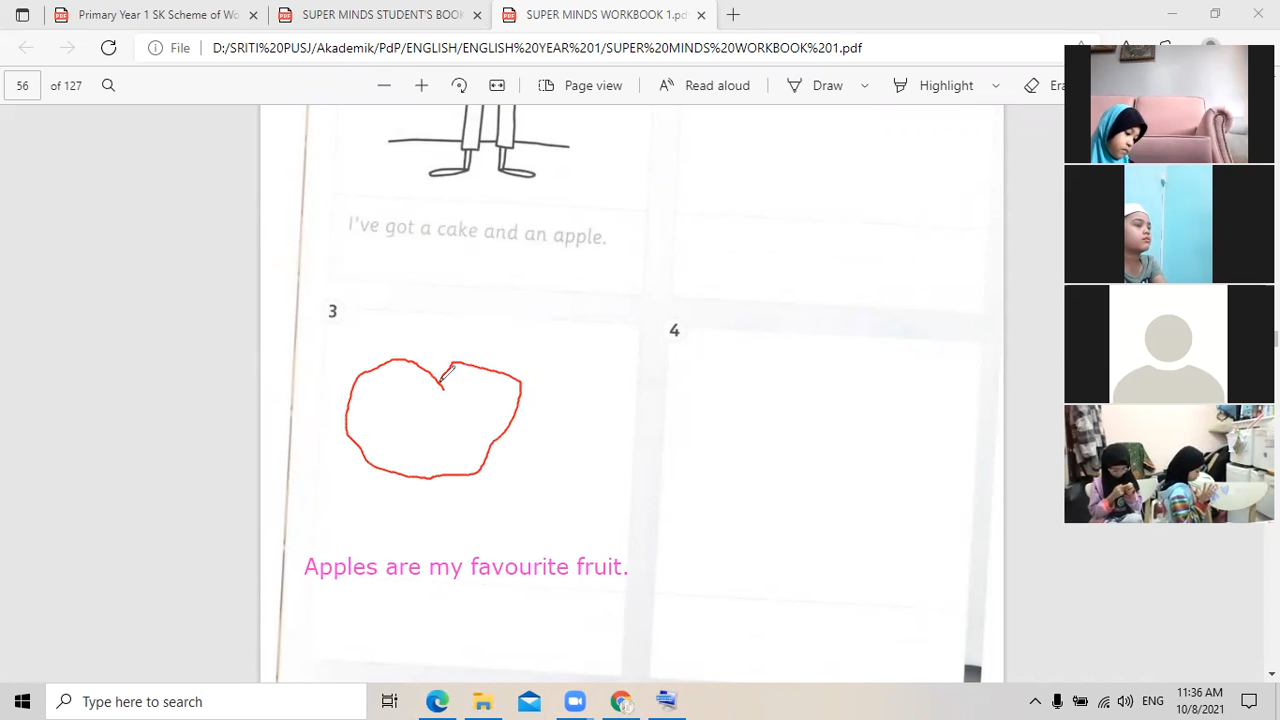 Primary Year 1 SK Scheme of Wo
SUPER MINDS STUDENT'S BOOK
SUPER MINDS WORKBOOK 1.pdf
File
D:/SRITI%20PUSJ/Akademik/PdP/ENGLISH/ENGLISH%20YEAR%201/SUPER%20MINDS%20WORKBOOK%201.pdf
56 of 127
Page view
Read aloud
Draw
Highlight
Era
I've got a cake and an apple.
3
4
Apples are my favourite fruit.
Type here to search
ENG
11:36 AM
10/8/2021